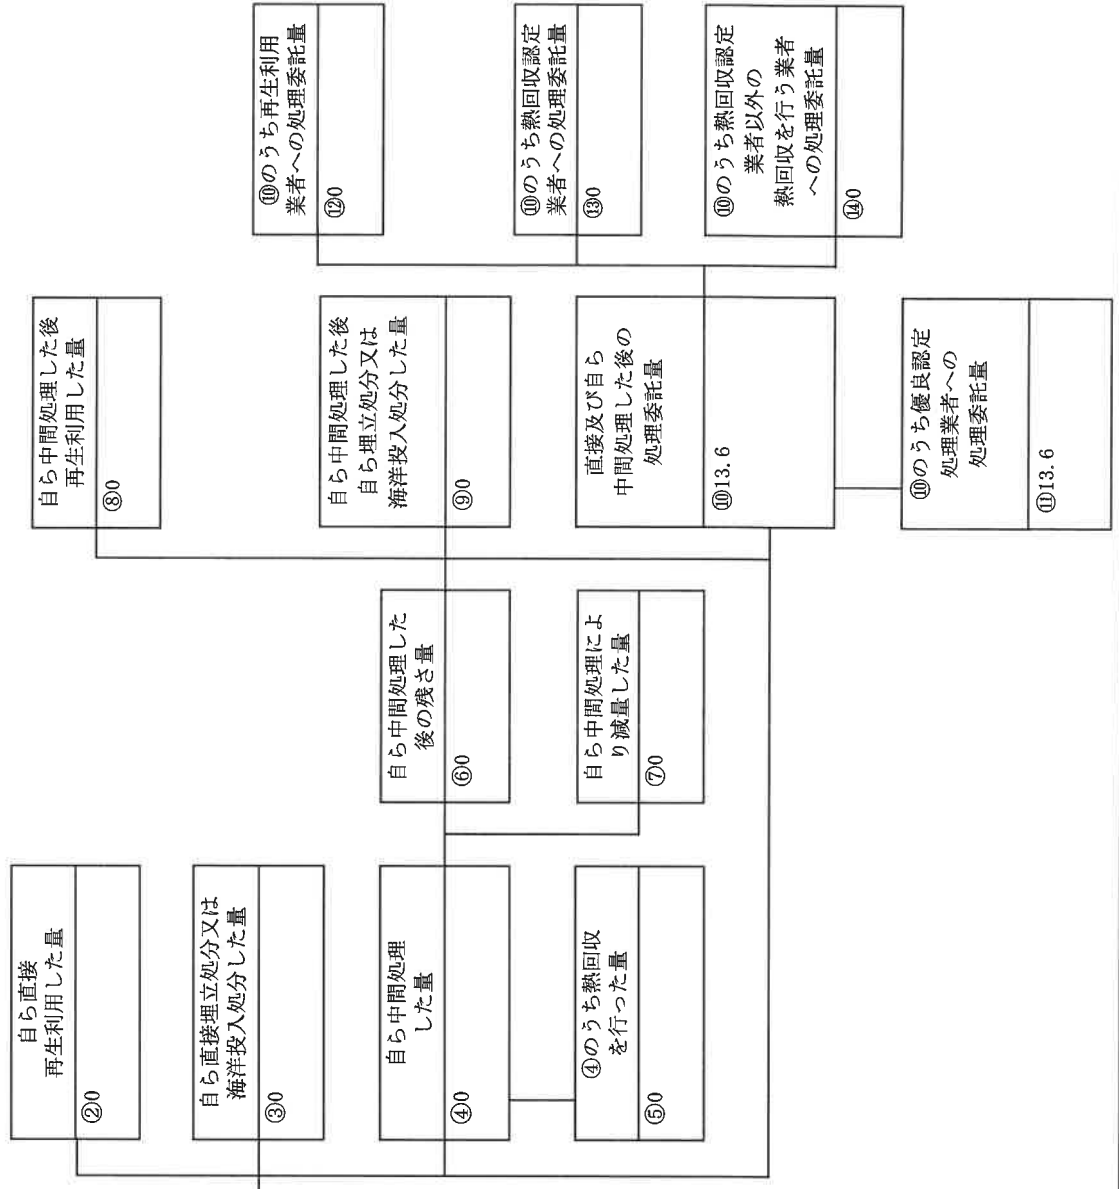 自ら直接
再生利用した量
②0
自ら直接埋立処分又は
海洋投入処分した量
③0
自ら中間処理
した量
④0
④のうち熱回収
を行った量
⑤0
自ら中間処理した
後の残さ量
⑥0
自ら中間処理によ
り減量した量
⑦0
自ら中間処理した後
再生利用した量
⑧0
自ら中間処理した後
自ら埋立処分又は
海洋投入処分した量
⑨0
直接及び自ら
中間処理した後の
処理委託量
⑩13.6
⑩のうち優良認定
処理業者への
処理委託量
⑪13.6
⑩のうち再生利用
業者への処理委託量
⑫0
⑩のうち熱回収認定
業者への処理委託量
⑬0
⑩のうち熱回収認定
業者以外の
熱回収を行う業者
への処理委託量
⑭0